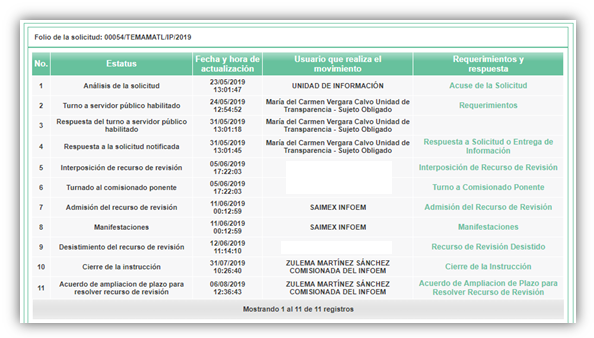 Folio de la solicitud: 00054/TEMAMATL/IP/2019
No. Estatus Fecha y hora de actualización Usuario que realiza el movimiento Requerimientos y respuesta
1 Análisis de la solicitud 23/05/2019 13:01:47 UNIDAD DE INFORMACIÓN Acuse de la Solicitud
2 Turno a servidor público habilitado 24/05/2019 12:54:52 María del Carmen Vergara Calvo Unidad de Transparencia - Sujeto Obligado Requerimientos
3 Respuesta del turno a servidor público habilitado 31/05/2019 13:01:18 María del Carmen Vergara Calvo Unidad de Transparencia - Sujeto Obligado
4 Respuesta a la solicitud notificada 31/05/2019 13:01:45 María del Carmen Vergara Calvo Unidad de Transparencia - Sujeto Obligado Respuesta a Solicitud o Entrega de Información
5 Interposición de recurso de revisión 05/06/2019 17:22:03 Interposición de Recurso de Revisión
6 Turnado al comisionado ponente 05/06/2019 17:22:03 Turno a Comisionado Ponente
7 Admisión del recurso de revisión 11/06/2019 00:12:59 SAIMEX INFOEM Admisión del Recurso de Revisión
8 Manifestaciones 11/06/2019 00:12:59 SAIMEX INFOEM Manifestaciones
9 Desistimiento del recurso de revisión 12/06/2019 11:14:10 Recurso de Revisión Desistido
10 Cierre de la instrucción 31/07/2019 10:26:40 ZULEMA MARTÍNEZ SÁNCHEZ COMISIONADA DEL INFOEM Cierre de la Instrucción
11 Acuerdo de ampliacion de plazo para resolver recurso de revisión 06/08/2019 12:36:43 ZULEMA MARTÍNEZ SÁNCHEZ COMISIONADA DEL INFOEM Acuerdo de Ampliacion de Plazo para Resolver Recurso de Revisión
Mostrando 1 al 11 de 11 registros